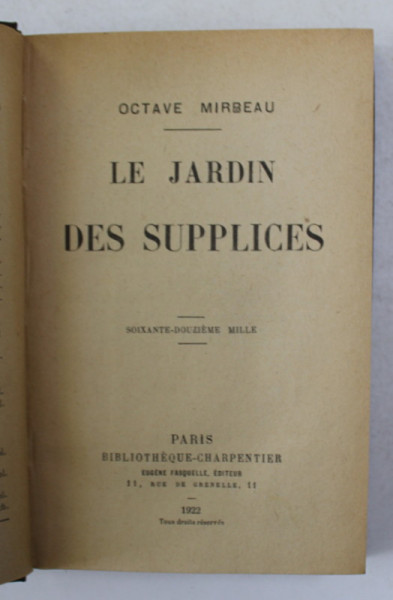 OCTAVE MIRBEAU
LE JARDIN
DES SUPPLICES
SOIXANTE-DOUZIÈME MILLE
PARIS
BIBLIOTHÈQUE-CHARPENTIER
EUGÈNE FASQUELLE, ÉDITEUR
11, RUE DE GRENELLE, 11
1922
Tous droits réservés